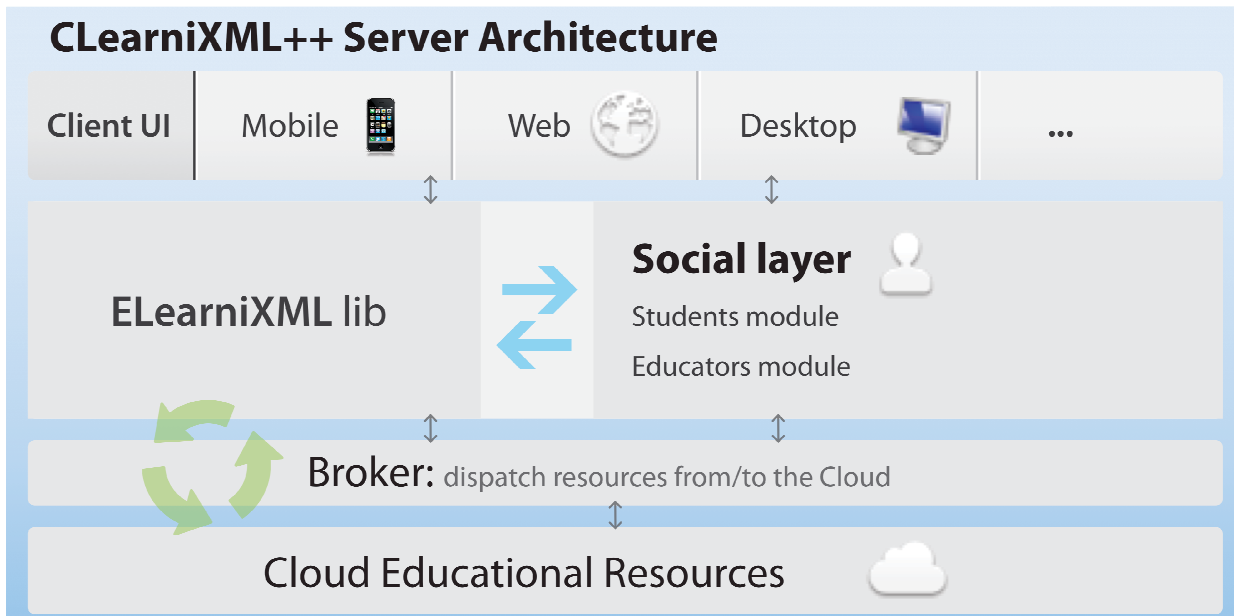 CLearniXML++ Server Architecture
Client UI
Mobile
Web
Desktop
...
ELearniXML lib
Social layer
Students module
Educators module
Broker: dispatch resources from/to the Cloud
Cloud Educational Resources